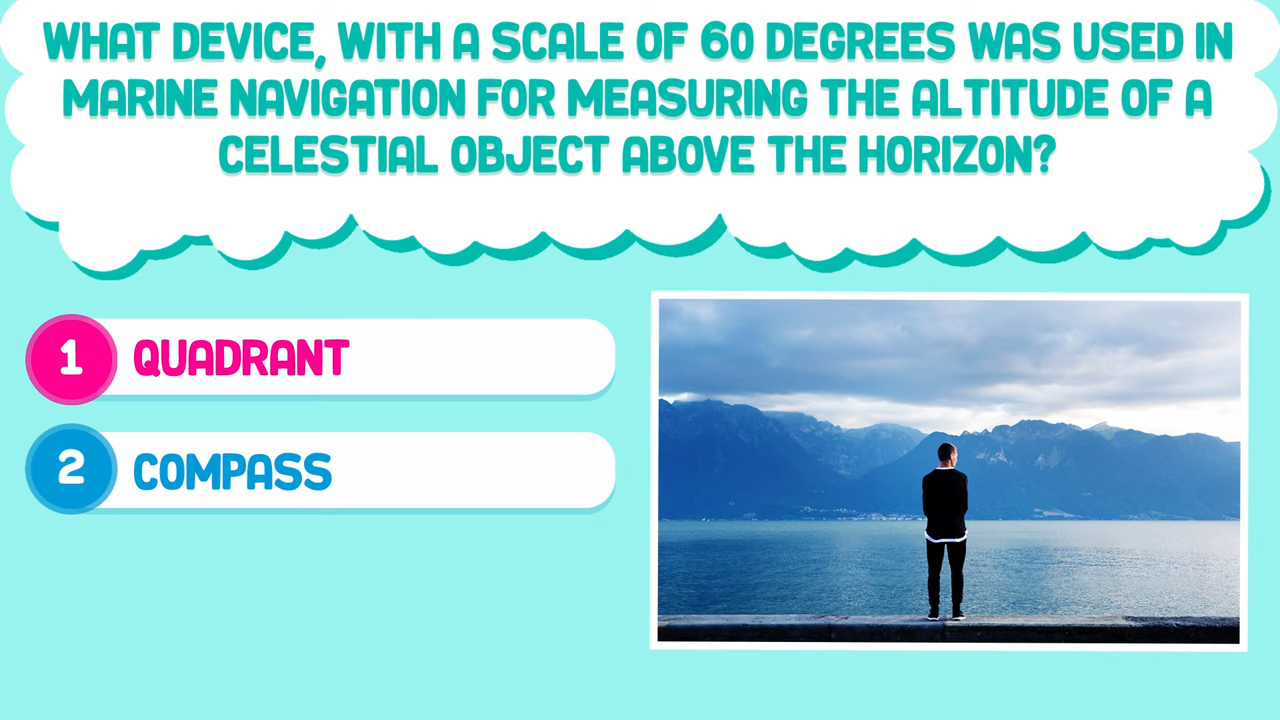 WHAT DEVICE, WITH A SCALE OF 60 DEGREES WAS USED IN
MARINE NAVIGATION FOR MEASURING THE ALTITUDE OF A
CELESTIAL OBJECT ABOVE THE HORIZON?
1 QUADRANT
2 COMPASS